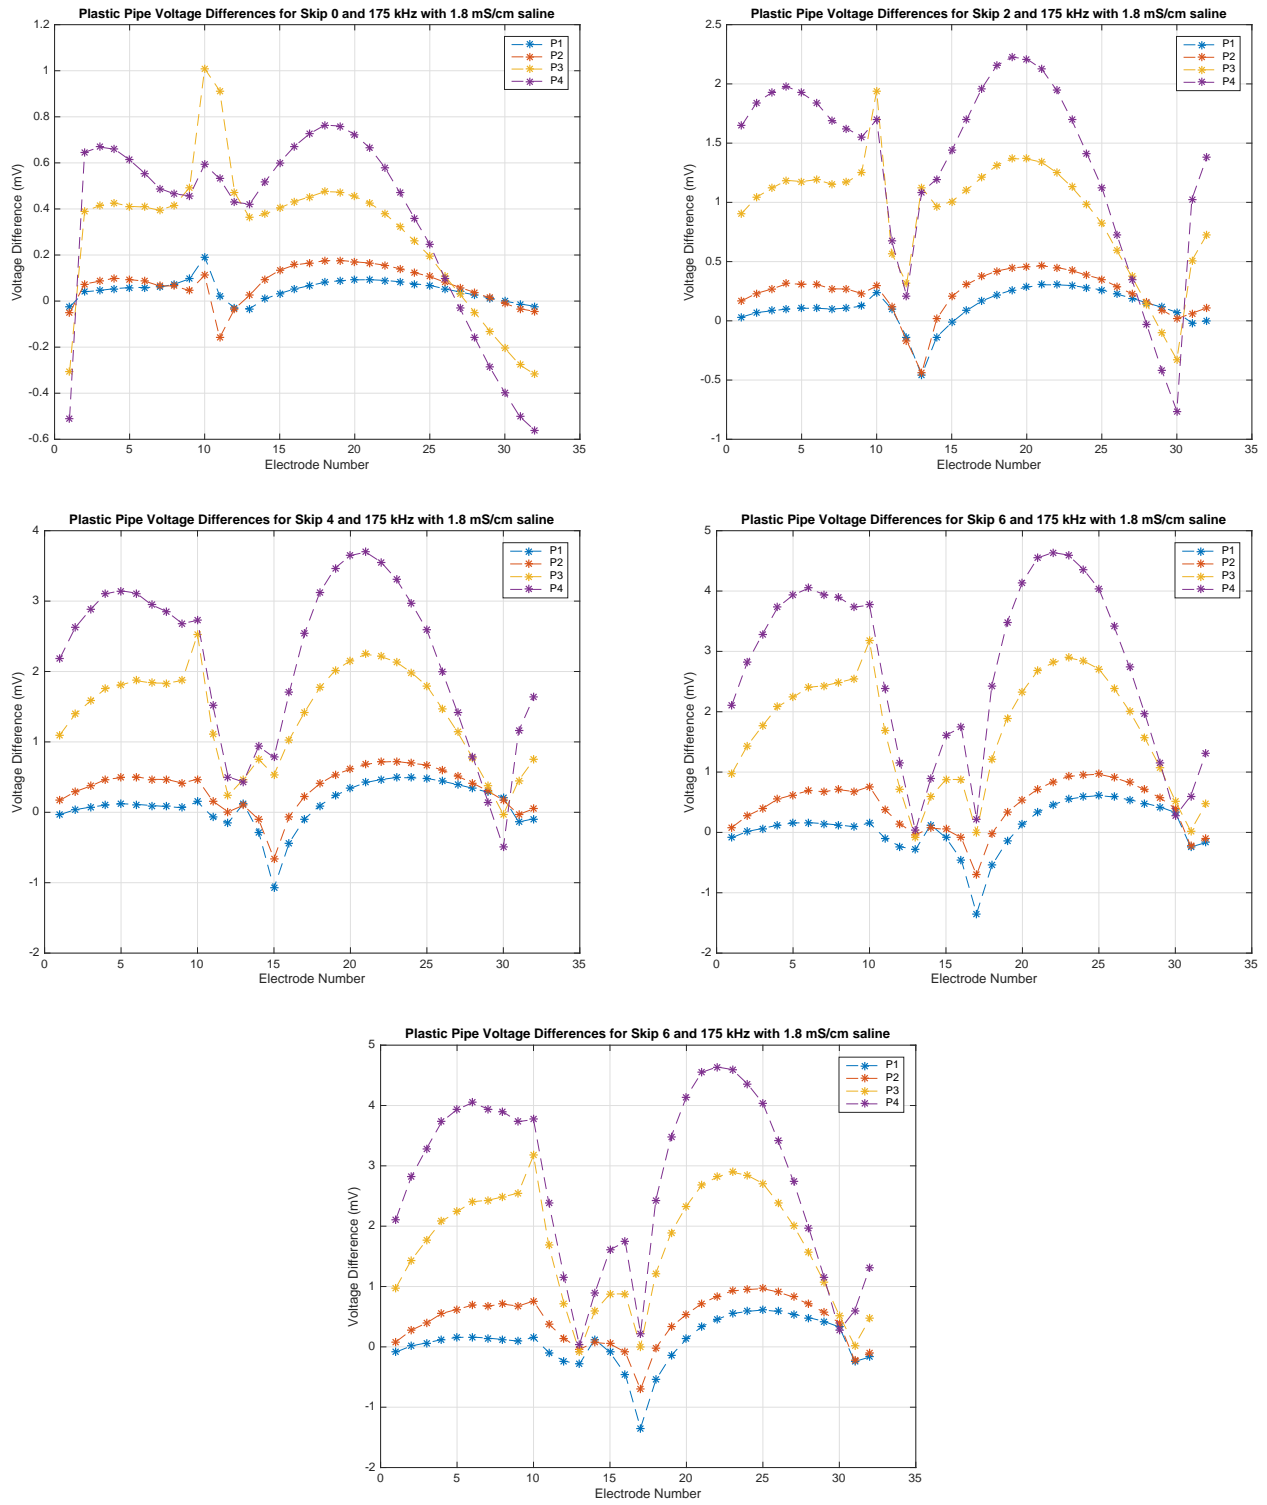 Plastic Pipe Voltage Differences for Skip 0 and 175 kHz with 1.8 mS/cm saline
1.2
1
0.8
0.6
0.4
0.2
0
-0.2
-0.4
-0.6
Voltage Difference (mV)
P1
P2
P3
P4
0 5 10 15 20 25 30 35
Electrode Number
Plastic Pipe Voltage Differences for Skip 2 and 175 kHz with 1.8 mS/cm saline
2.5
2
1.5
1
0.5
0
-0.5
-1
Voltage Difference (mV)
P1
P2
P3
P4
0 5 10 15 20 25 30 35
Electrode Number
Plastic Pipe Voltage Differences for Skip 4 and 175 kHz with 1.8 mS/cm saline
4
3
2
1
0
-1
-2
Voltage Difference (mV)
P1
P2
P3
P4
0 5 10 15 20 25 30 35
Electrode Number
Plastic Pipe Voltage Differences for Skip 6 and 175 kHz with 1.8 mS/cm saline
5
4
3
2
1
0
-1
-2
Voltage Difference (mV)
P1
P2
P3
P4
0 5 10 15 20 25 30 35
Electrode Number
Plastic Pipe Voltage Differences for Skip 6 and 175 kHz with 1.8 mS/cm saline
5
4
3
2
1
0
-1
-2
Voltage Difference (mV)
P1
P2
P3
P4
0 5 10 15 20 25 30 35
Electrode Number